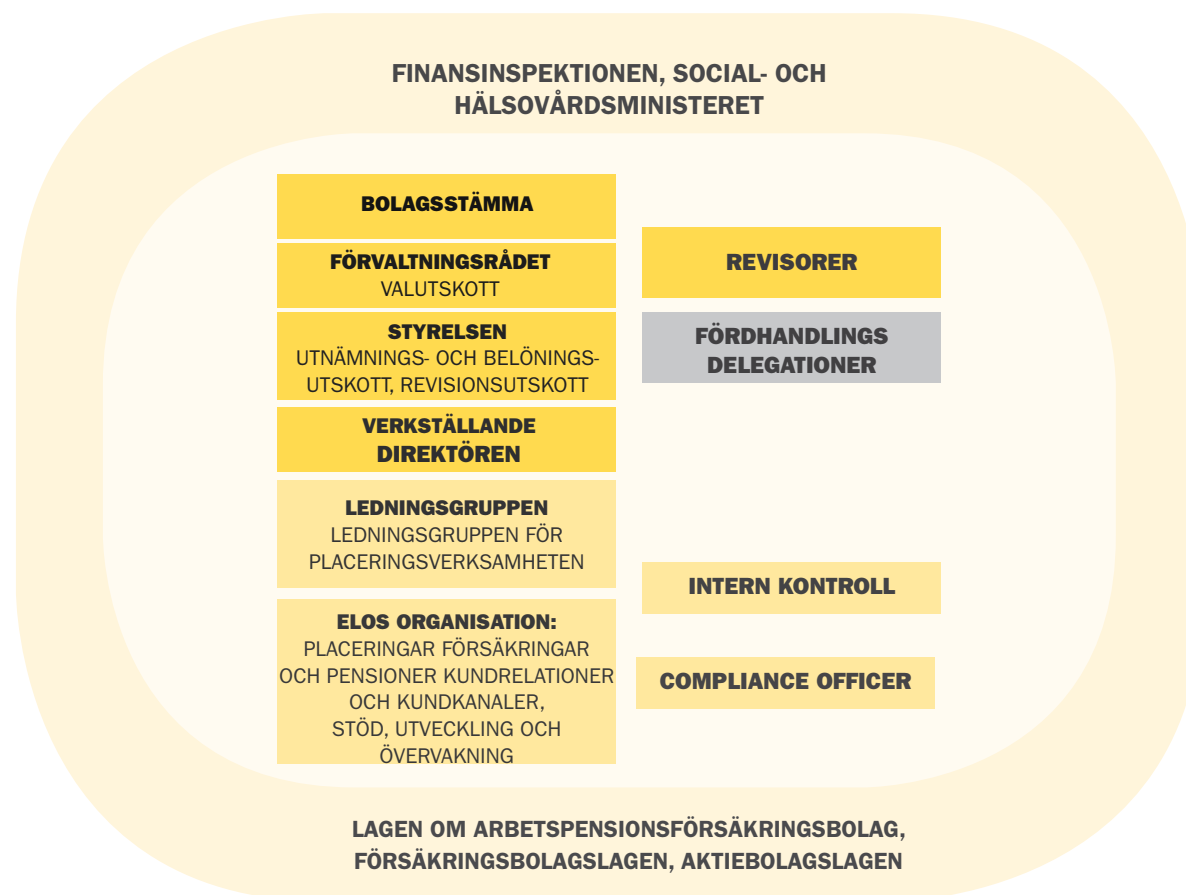 FINANSINSPEKTIONEN, SOCIAL- OCH
HÄLSOVÅRDSMINISTERET
BOLAGSSTÄMMA
FÖRVALTNINGSRÅDET
VALUTSKOTT
STYRELSEN
UTNÄMNINGS- OCH BELÖNINGS-
UTSKOTT, REVISIONSUTSKOTT
VERKSTÄLLANDE
DIREKTÖREN
LEDNINGSGRUPPEN
LEDNINGSGRUPPEN FÖR
PLACERINGSVERKSAMHETEN
ELOS ORGANISATION:
PLACERINGAR FÖRSÄKRINGAR
OCH PENSIONER KUNDRELATIONER
OCH KUNDKANALER,
STÖD, UTVECKLING OCH
ÖVERVAKNING
REVISORER
FÖRDHANDLINGS
DELEGATIONER
INTERN KONTROLL
COMPLIANCE OFFICER
LAGEN OM ARBETSPENSIONSFÖRSÄKRINGSBOLAG,
FÖRSÄKRINGSBOLAGSLAGEN, AKTIEBOLAGSLAGEN